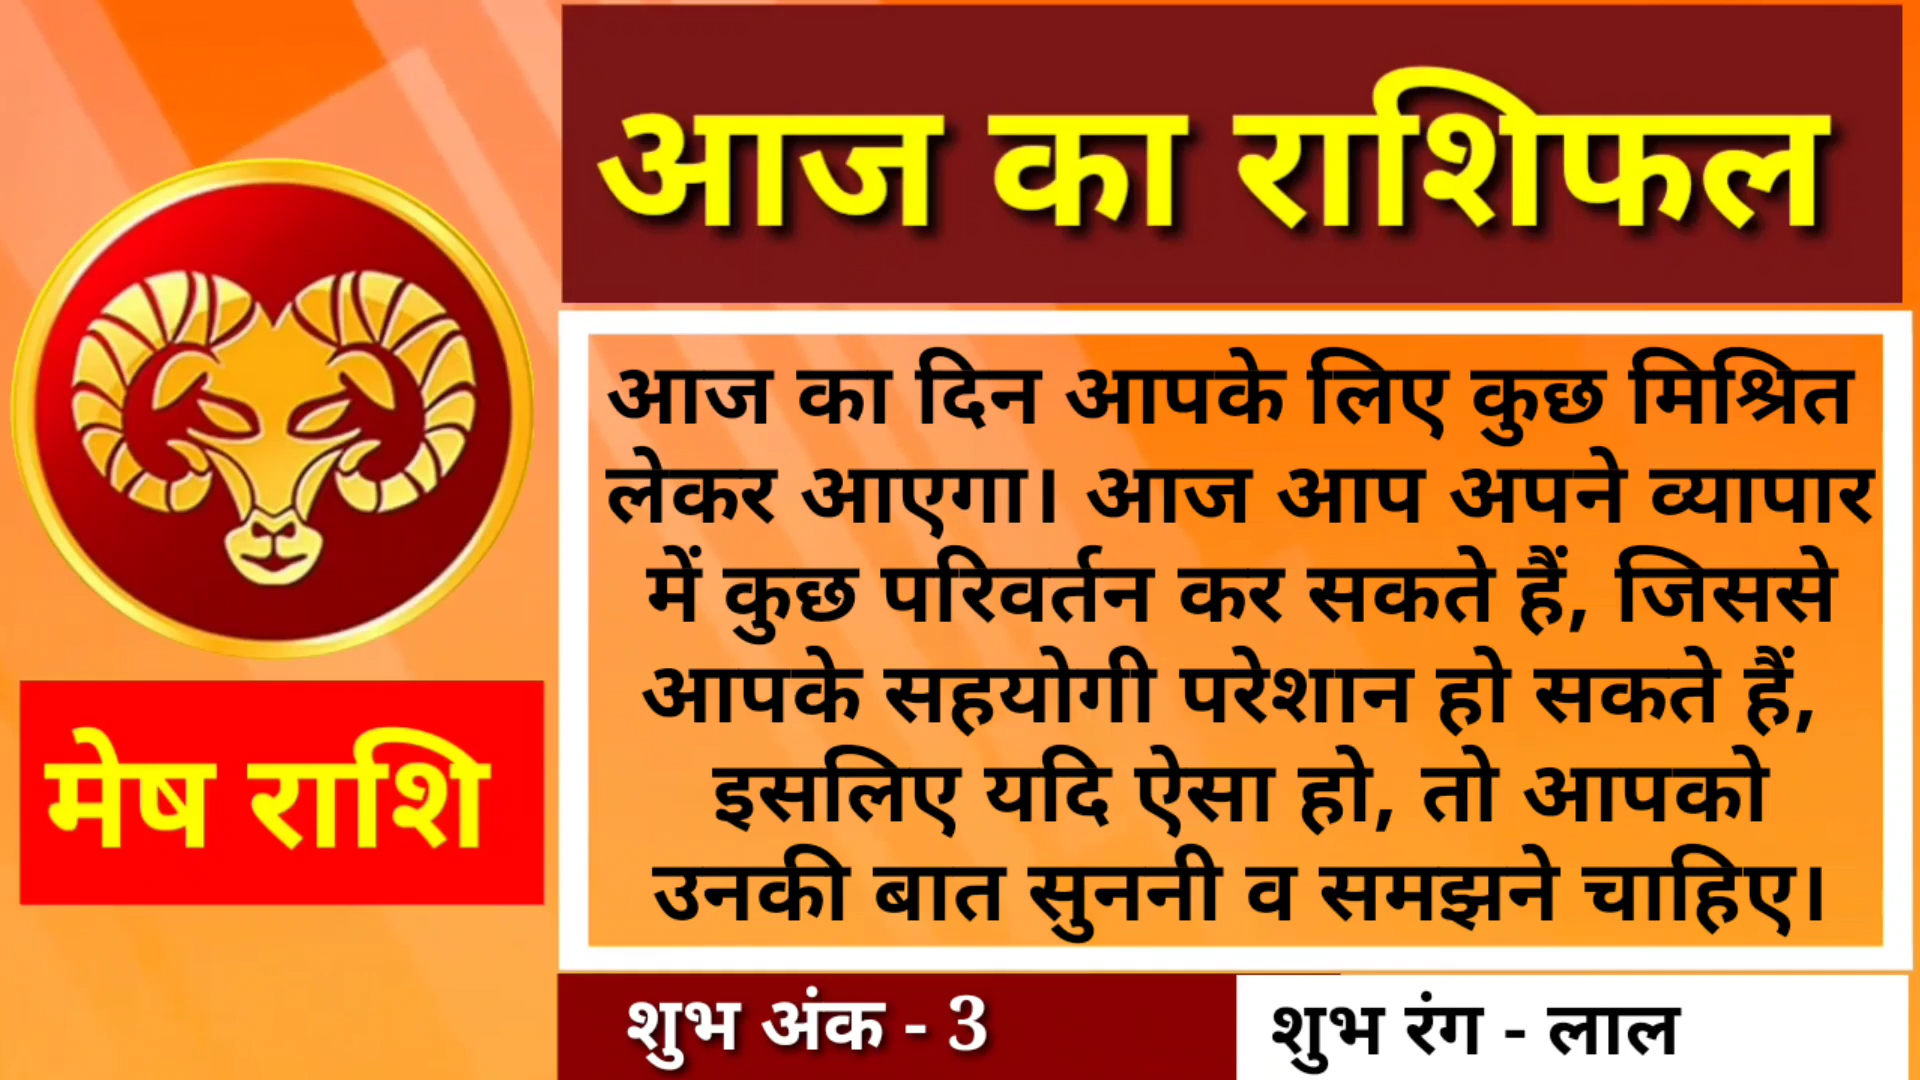 आज का राशिफल
मेष राशि
आज का दिन आपके लिए कुछ मिश्रित
लेकर आएगा। आज आप अपने व्यापार
में कुछ परिवर्तन कर सकते हैं, जिससे
आपके सहयोगी परेशान हो सकते हैं,
इसलिए यदि ऐसा हो, तो आपको
उनकी बात सुननी व समझने चाहिए।
शुभ अंक - 3
शुभ रंग - लाल